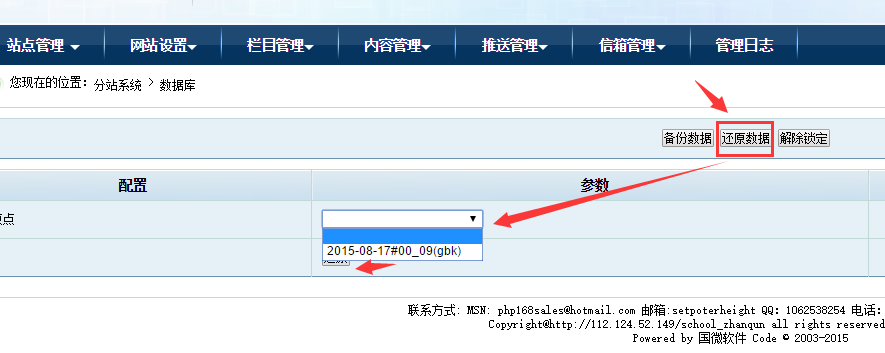 站点管理 网站设置 栏目管理 内容管理 推送管理 信箱管理 管理日志
您现在的位置: 分站系统 > 数据库
备份数据 还原数据 解除锁定
配置 参数
点
2015-08-17#00_09(gbk)
联系方式: MSN: php168sales@hotmail.com 邮箱:setpoterheight QQ: 1062538254 电话:
Copyright@http://112.124.52.149/school_zhanqun all rights reserved
Powered by 国微软件 Code © 2003-2015